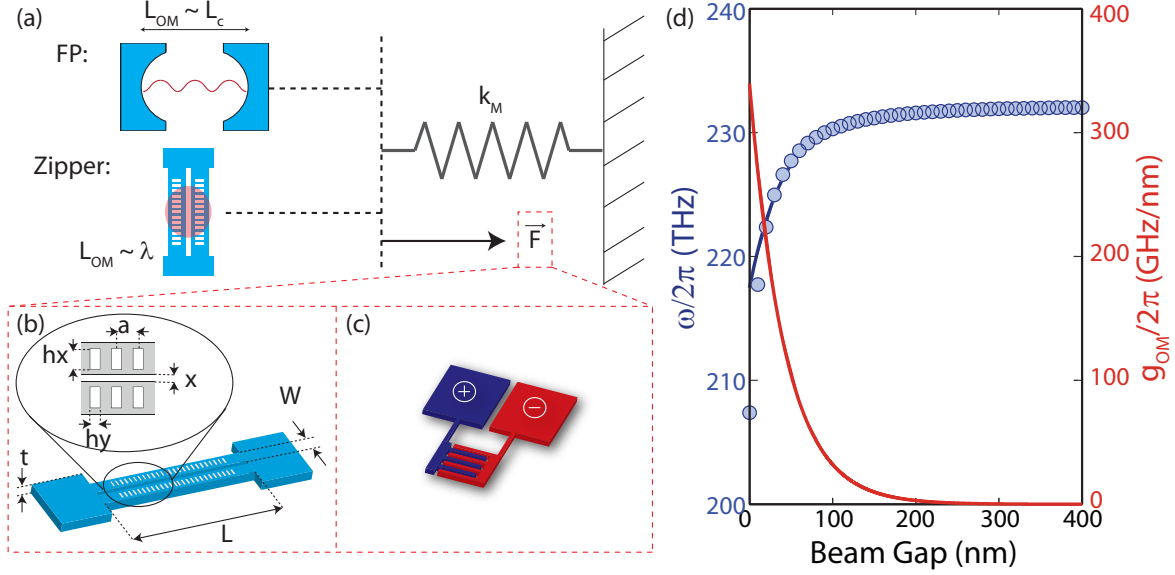 (a)
L_OM ~ L_c
FP:
Zipper:
L_OM ~ λ
k_M
F
(b)
a
hx
x
hy
W
t
L
(c)
+
−
(d)
ω/2π (THz)
230
220
210
200
0
100
200
300
400
Beam Gap (nm)
400
300
200
100
0
g_OM/2π (GHz/nm)